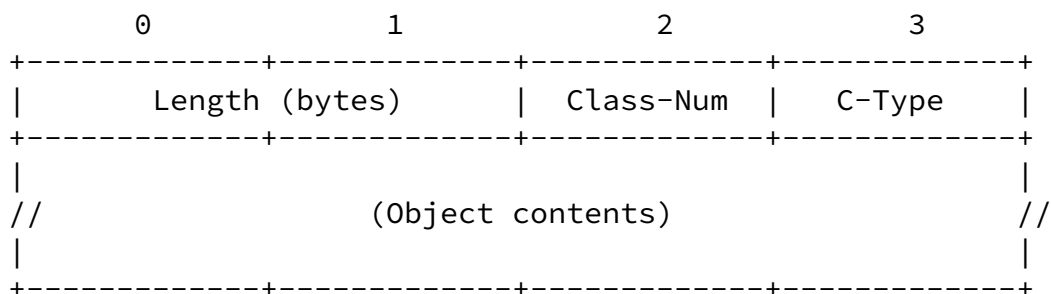 0             1              2             3
+-------------+-------------+-------------+-------------+
|       Length (bytes)      |  Class-Num  |   C-Type    |
+-------------+-------------+-------------+-------------+
|                                                       |
//                  (Object contents)                   //
|                                                       |
+-------------+-------------+-------------+-------------+